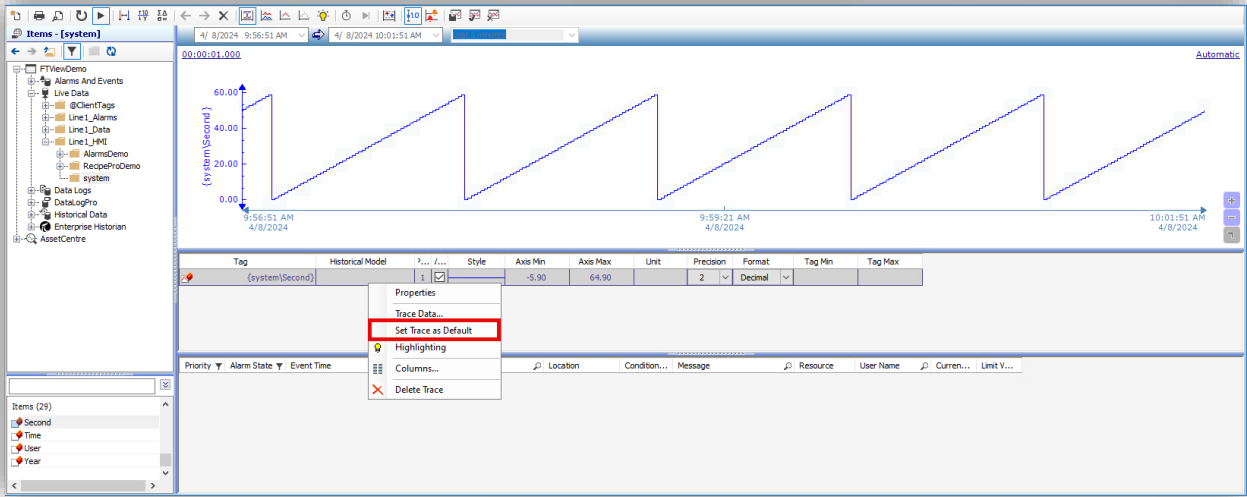 Items - [system]
4/ 8/2024 9:56:51 AM
4/ 8/2024 10:01:51 AM
00:00:01.000
Automatic
FTViewDemo
Alarms And Events
Live Data
@ClientTags
Line1_Alarms
Line1_Data
Line1_HMI
AlarmsDemo
RecipeProDemo
system
Data Logs
DataLogPro
Historical Data
Enterprise Historian
AssetCentre
{system\Second}
60.00
40.00
20.00
0.00
9:56:51 AM
4/8/2024
9:59:21 AM
4/8/2024
10:01:51 AM
4/8/2024
Tag Historical Model Style Axis Min Axis Max Unit Precision Format Tag Min Tag Max
{system\Second} 1 -5.90 64.90 2 Decimal
Properties
Trace Data...
Set Trace as Default
Highlighting
Columns...
Delete Trace
Priority Alarm State Event Time Location Condition... Message Resource User Name Curren... Limit V...
Items (29)
Second
Time
User
Year